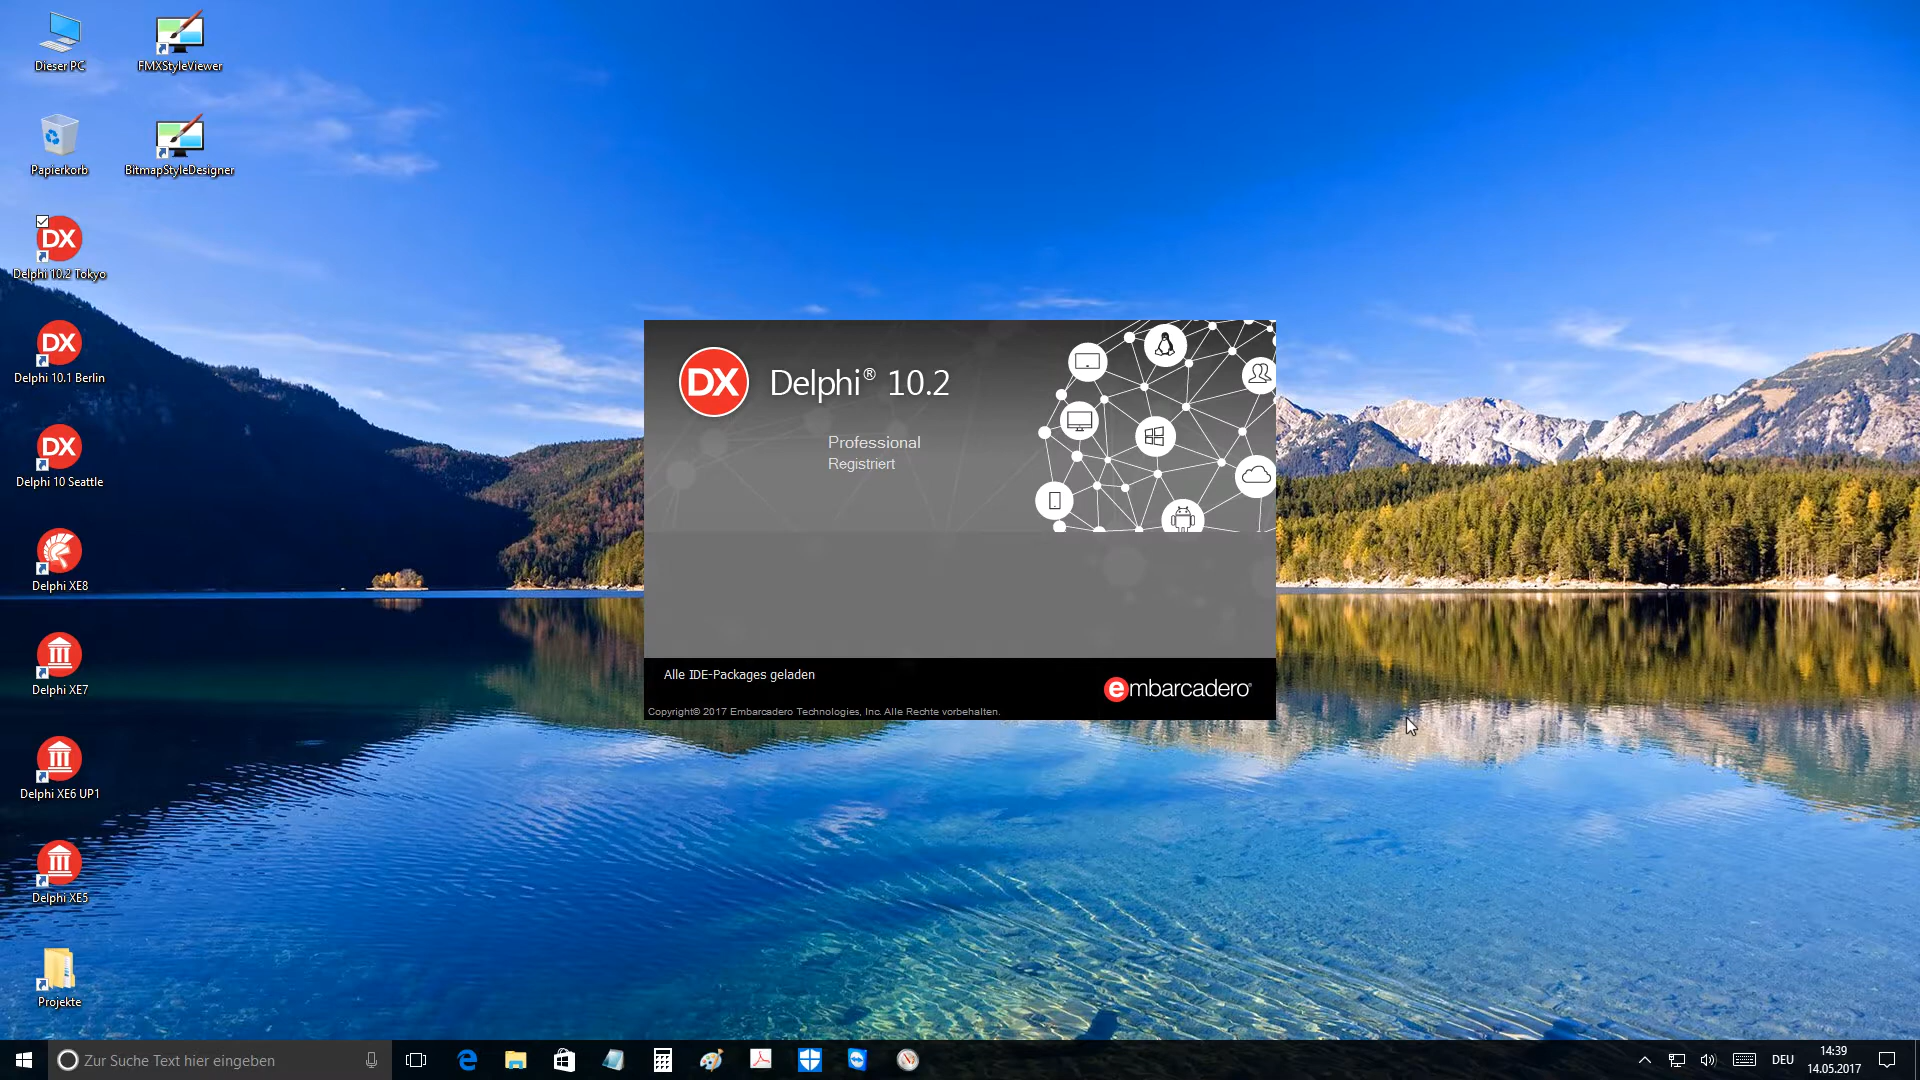 Dieser PC
FMXStyleViewer
Papierkorb
BitmapStyleDesigner
DX
Delphi 10.2 Tokyo
DX
Delphi 10.1 Berlin
DX
Delphi 10 Seattle
Delphi XE8
Delphi XE7
Delphi XE6 UP1
Delphi XE5
Projekte
DX Delphi® 10.2
Professional
Registriert
Alle IDE-Packages geladen
embarcadero®
Copyright© 2017 Embarcadero Technologies, Inc. Alle Rechte vorbehalten.
Zur Suche Text hier eingeben
DEU
14:39
14.05.2017